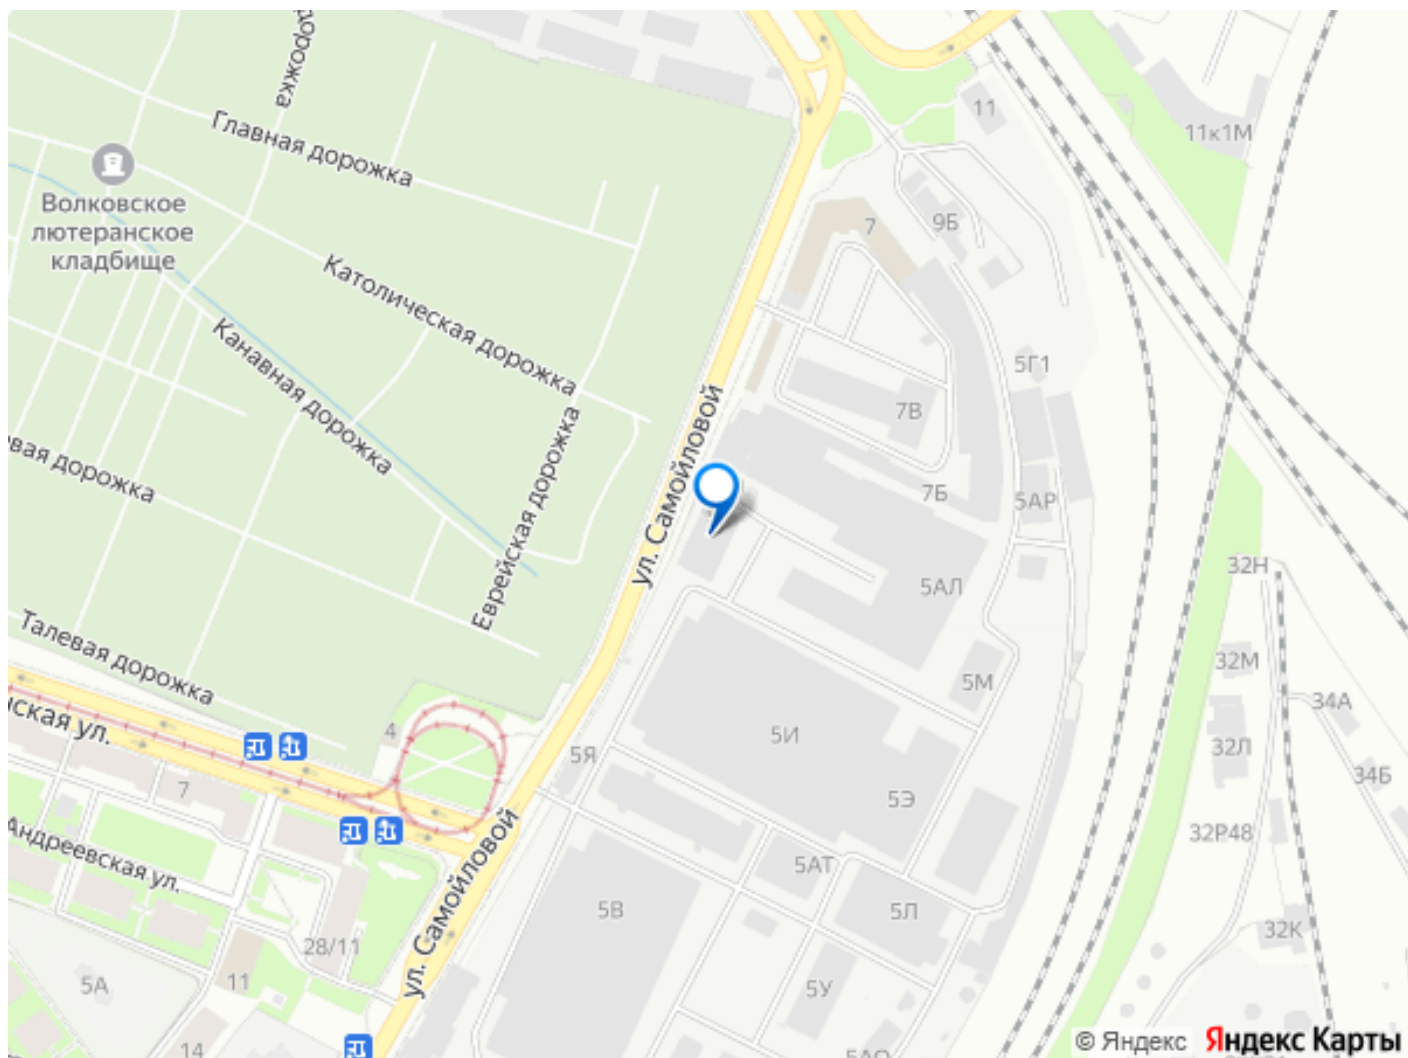 дорожка
Главная дорожка
11
11к1М
Волковское
лютеранское
кладбище
7
9Б
Католическая дорожка
Канавная дорожка
Еврейская дорожка
5Г1
7В
ул. Самойловой
7Б
5АР
вая дорожка
5АЛ
32Н
Талевая дорожка
5М
32М
34А
нская ул.
4
5И
32Л
5Я
34Б
7
5Э
32Р48
Андреевская ул.
5АТ
ул. Самойловой
5В
5Л
28/11
32К
11
5А
5У
14
© Яндекс
Яндекс Карты